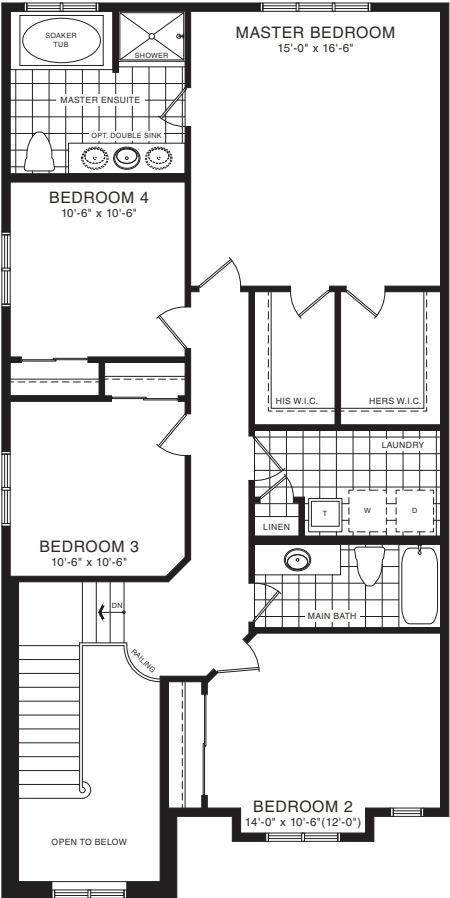 SOAKER
TUB
SHOWER
MASTER BEDROOM
15'-0" x 16'-6"
MASTER ENSUITE
OPT. DOUBLE SINK
BEDROOM 4
10'-6" x 10'-6"
HIS W.I.C.
HERS W.I.C.
LAUNDRY
T
W
D
LINEN
BEDROOM 3
10'-6" x 10'-6"
DN
MAIN BATH
RAILING
BEDROOM 2
14'-0" x 10'-6"(12'-0")
OPEN TO BELOW